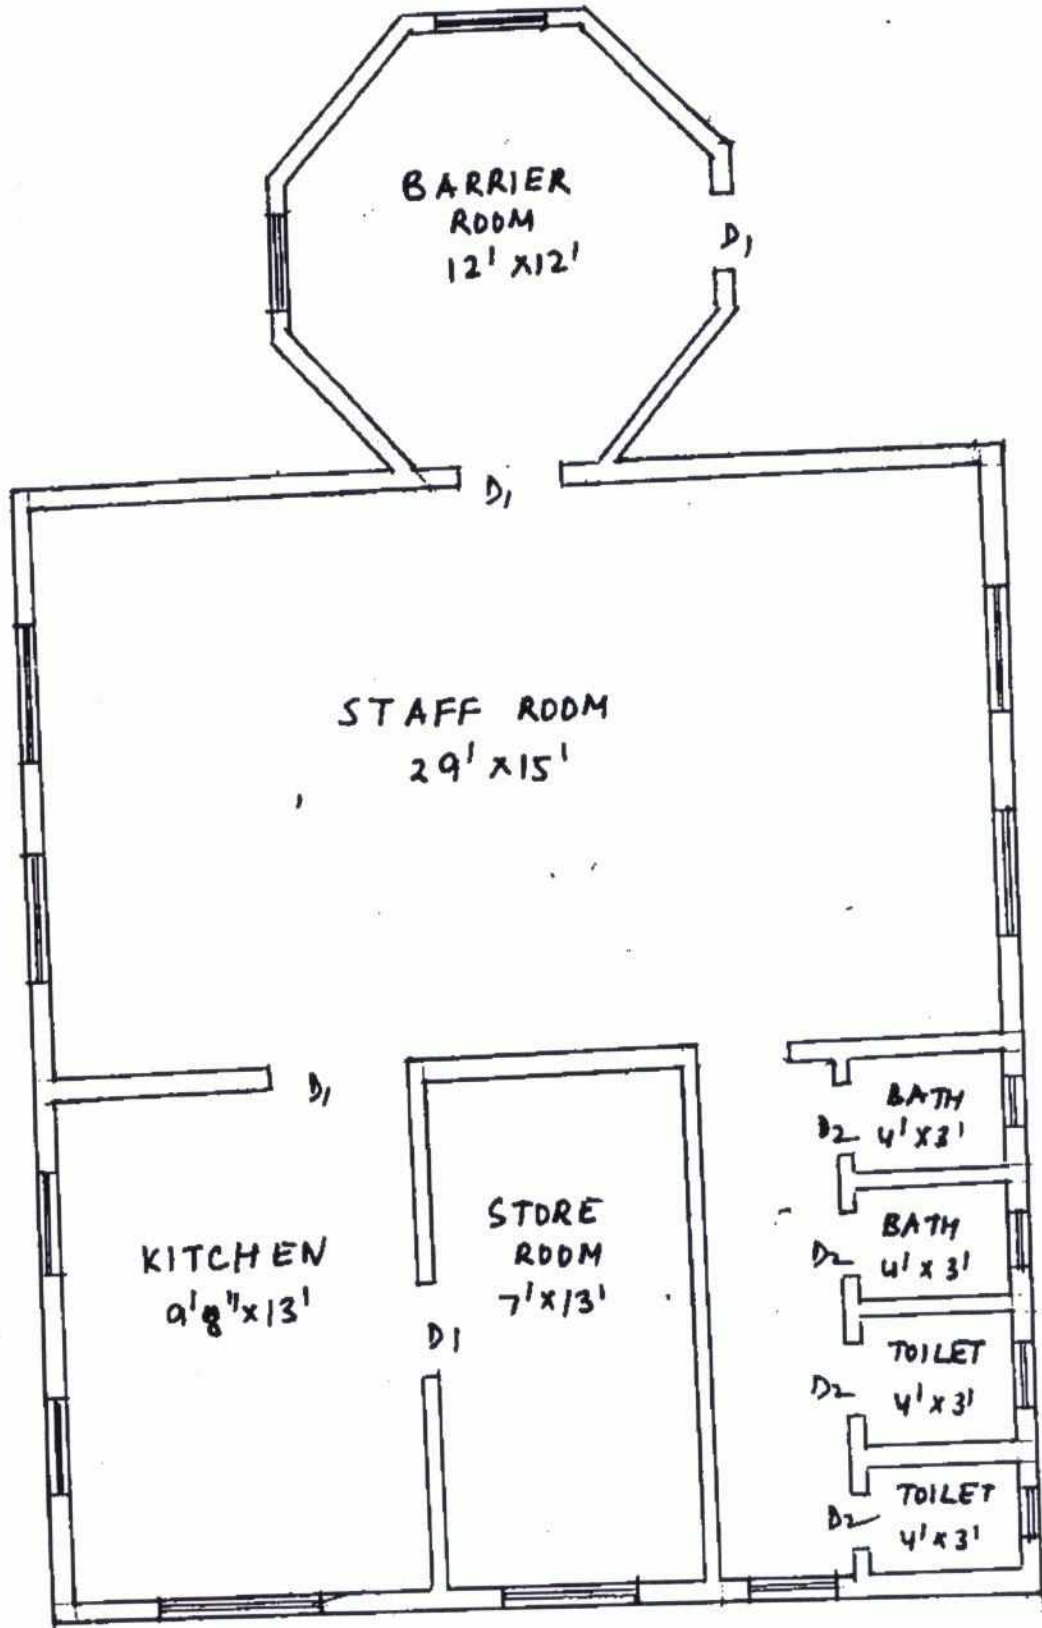 BARRIER
ROOM
12' x12'
D1
D1
STAFF ROOM
29' x15'
D1
BATH
D2 4' x3'
STORE
ROOM
7' x13'
KITCHEN
9'8" x13'
D1
BATH
D2 4' x 3'
TOILET
D2 4' x 3'
TOILET
D2 4' x 3'